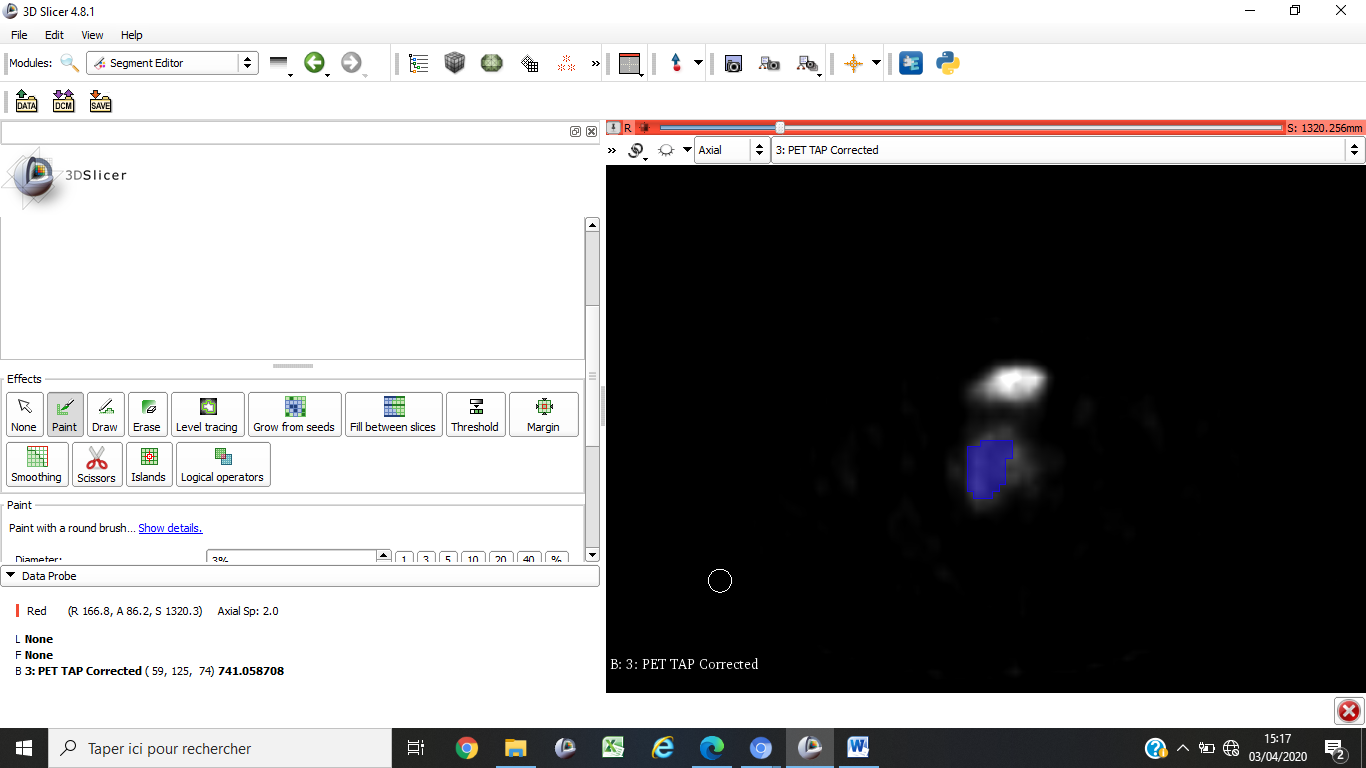 3D Slicer 4.8.1
File Edit View Help
Modules: Segment Editor
DATA DCM SAVE
R S: 1320.256mm
Axial 3: PET TAP Corrected
3DSlicer
Effects
None Paint Draw Erase Level tracing Grow from seeds Fill between slices Threshold Margin
Smoothing Scissors Islands Logical operators
Paint
Paint with a round brush... Show details.
Diameter: 3% 1 3 5 10 20 40 %
Data Probe
Red (R 166.8, A 86.2, S 1320.3) Axial Sp: 2.0
L None
F None
B 3: PET TAP Corrected ( 59, 125, 74) 741.058708
B: 3: PET TAP Corrected
Taper ici pour rechercher
15:17
03/04/2020
2